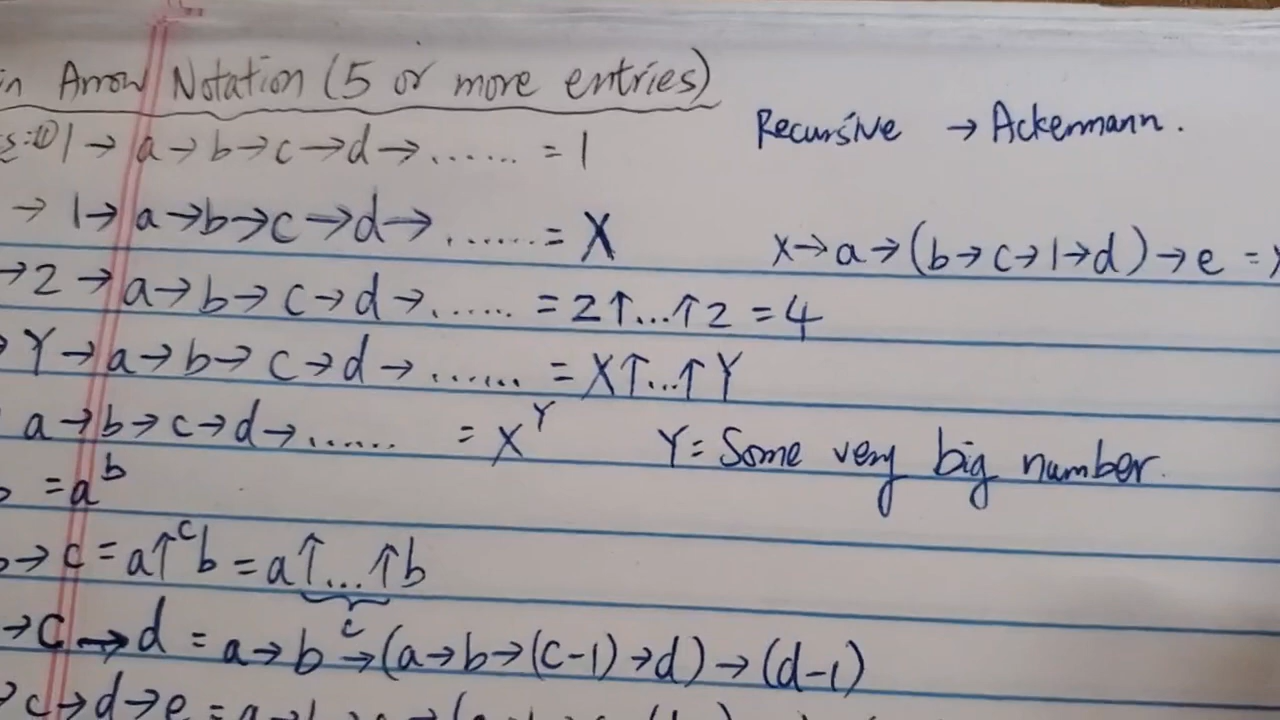 in Arrow Notation (5 or more entries)
Recursive → Ackermann.
1 → a → b → c → d → ...... = 1
→ 1 → a → b → c → d → ...... = X
x → a → (b → c → 1 → d) → e =
→ 2 → a → b → c → d → ...... = 2↑...↑2 = 4
→ Y → a → b → c → d → ...... = X↑...↑Y
a → b → c → d → ...... = X^Y Y = Some very big number.
= a^b
→ c = a↑^c b = a↑...↑b
c
→ c → d = a → b → (a → b → (c-1) → d) → (d-1)
→ c → d → e =